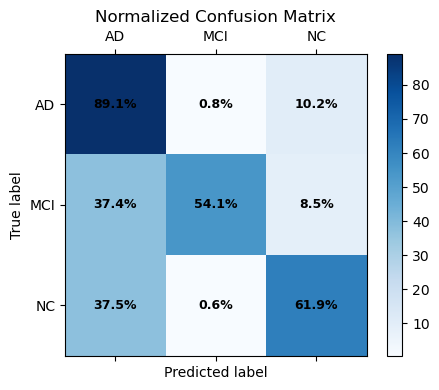 Normalized Confusion Matrix
AD MCI NC
AD 89.1% 0.8% 10.2%
MCI 37.4% 54.1% 8.5%
NC 37.5% 0.6% 61.9%
True label
Predicted label
80
70
60
50
40
30
20
10